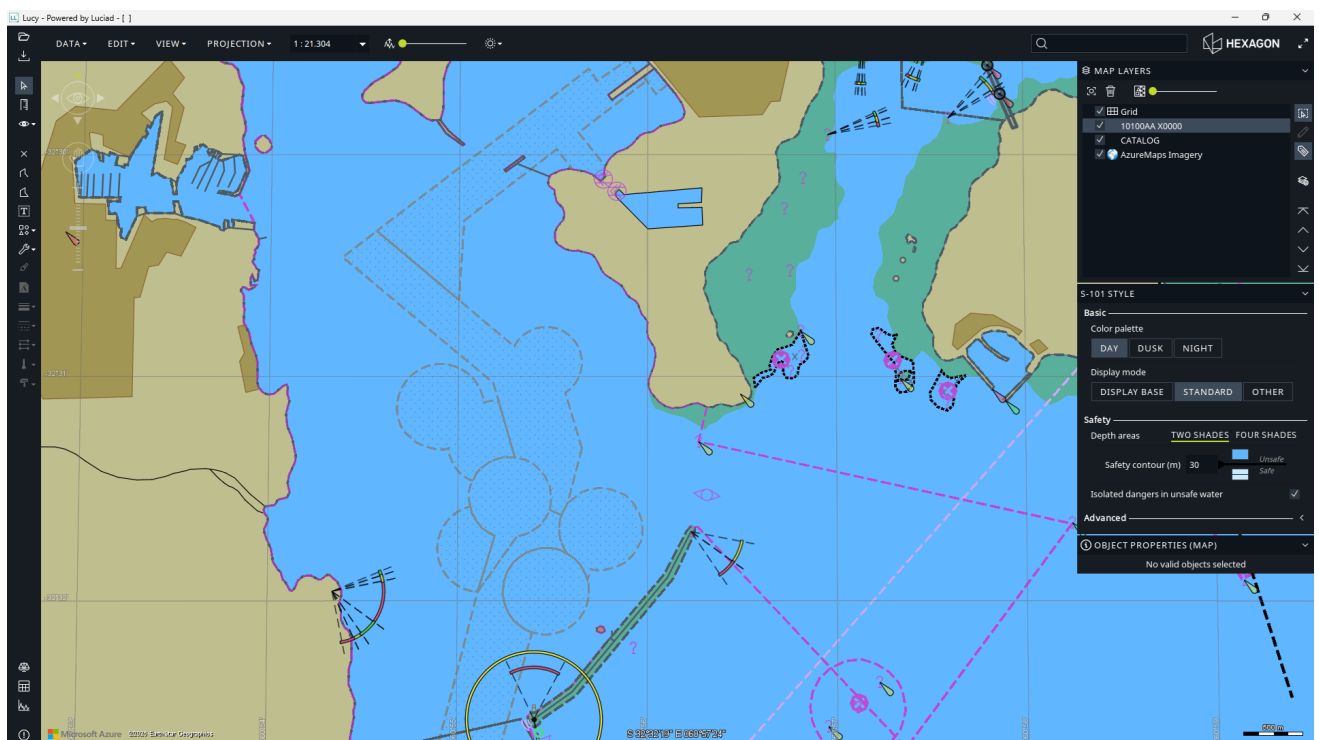 Lucy - Powered by Luciad - [ ]
DATA EDIT VIEW PROJECTION 1 : 21.304
HEXAGON
MAP LAYERS
Grid
10100AA X0000
CATALOG
AzureMaps Imagery
S-101 STYLE
Basic
Color palette
DAY DUSK NIGHT
Display mode
DISPLAY BASE STANDARD OTHER
Safety
Depth areas TWO SHADES FOUR SHADES
Unsafe
Safety contour (m) 30
Safe
Isolated dangers in unsafe water
Advanced
OBJECT PROPERTIES (MAP)
No valid objects selected
Microsoft Azure
500 m